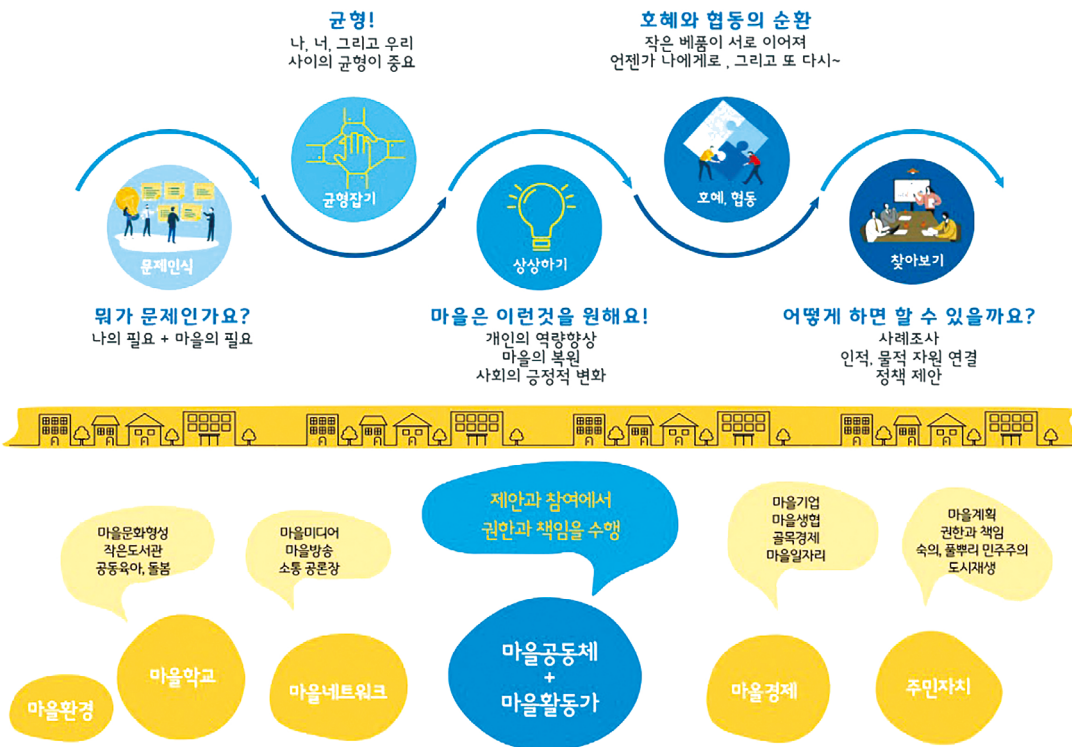 균형!
나, 너, 그리고 우리
사이의 균형이 중요
호혜와 협동의 순환
작은 베품이 서로 이어져
언젠가 나에게로 , 그리고 또 다시~
균형잡기
호혜, 협동
문제인식
상상하기
찾아보기
뭐가 문제인가요?
나의 필요 + 마을의 필요
마을은 이런것을 원해요!
개인의 역량향상
마을의 복원
사회의 긍정적 변화
어떻게 하면 할 수 있을까요?
사례조사
인적, 물적 자원 연결
정책 제안
마을문화형성
작은도서관
공동육아, 돌봄
마을미디어
마을방송
소통 공론장
제안과 참여에서
권한과 책임을 수행
마을기업
마을생협
골목경제
마을일자리
마을계획
권한과 책임
숙의, 풀뿌리 민주주의
도시재생
마을환경
마을학교
마을네트워크
마을공동체
+
마을활동가
마을경제
주민자치